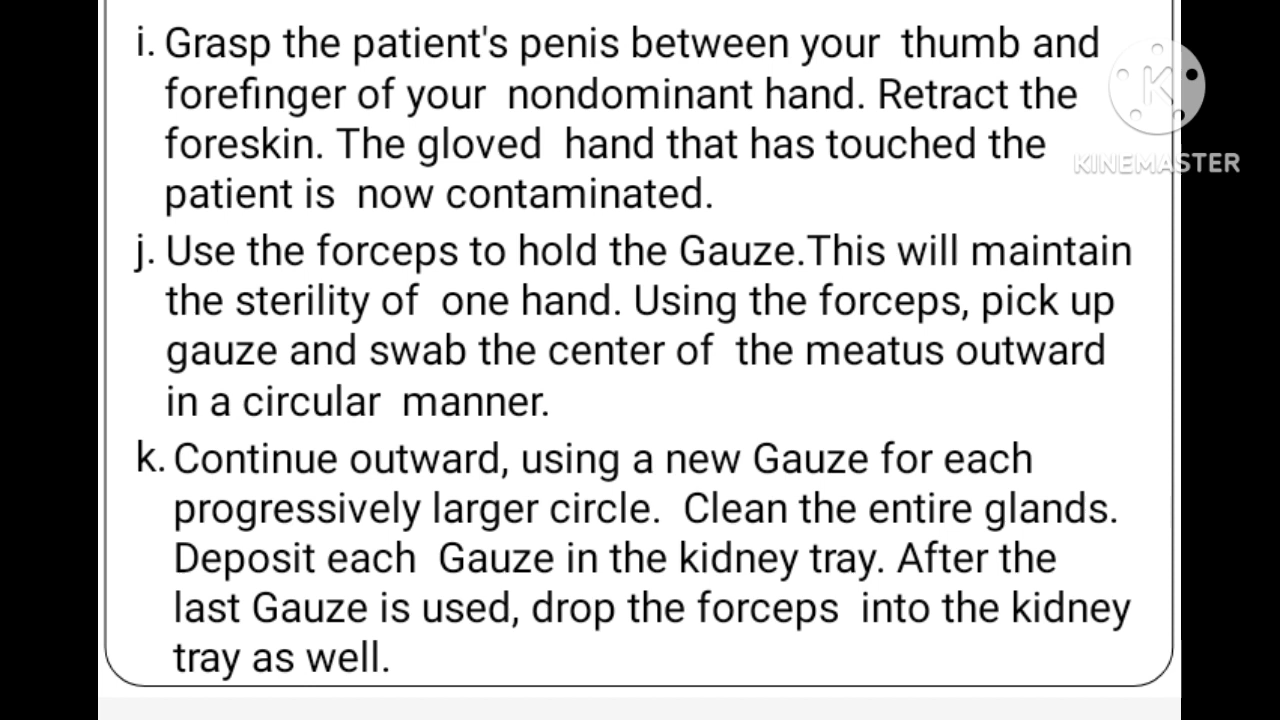 i. Grasp the patient's penis between your thumb and
forefinger of your nondominant hand. Retract the
foreskin. The gloved hand that has touched the
patient is now contaminated.
j. Use the forceps to hold the Gauze.This will maintain
the sterility of one hand. Using the forceps, pick up
gauze and swab the center of the meatus outward
in a circular manner.
k. Continue outward, using a new Gauze for each
progressively larger circle. Clean the entire glands.
Deposit each Gauze in the kidney tray. After the
last Gauze is used, drop the forceps into the kidney
tray as well.
K
KINEMASTER